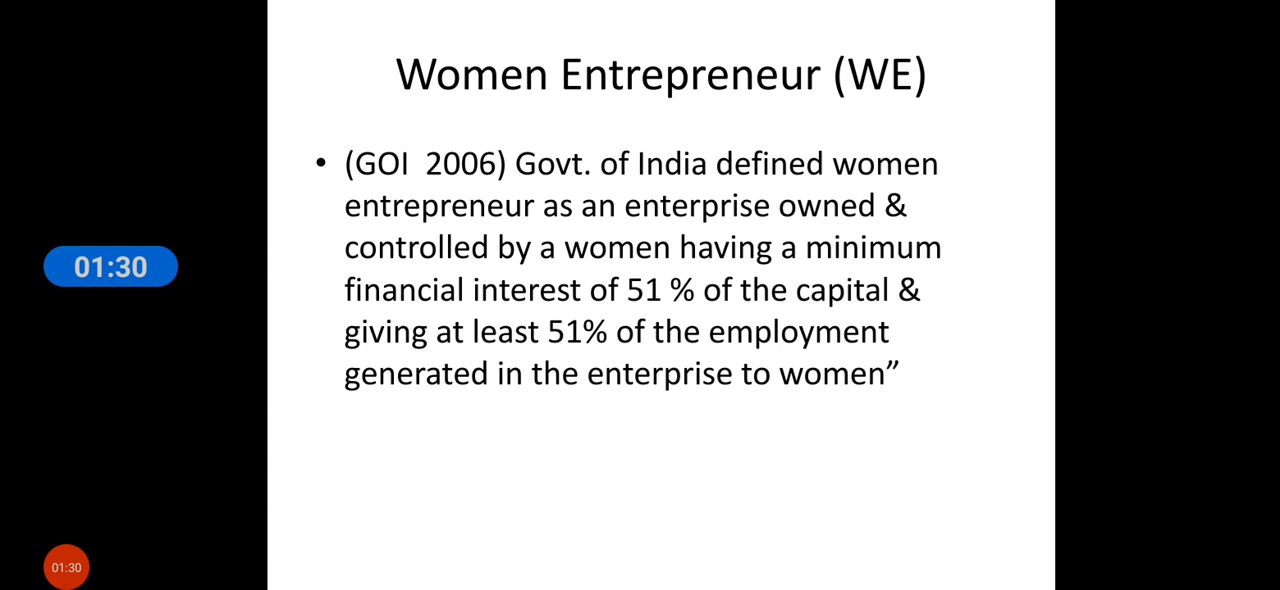 Women Entrepreneur (WE)
• (GOI  2006) Govt. of India defined women
entrepreneur as an enterprise owned &
controlled by a women having a minimum
financial interest of 51 % of the capital &
giving at least 51% of the employment
generated in the enterprise to women”
01:30
01:30